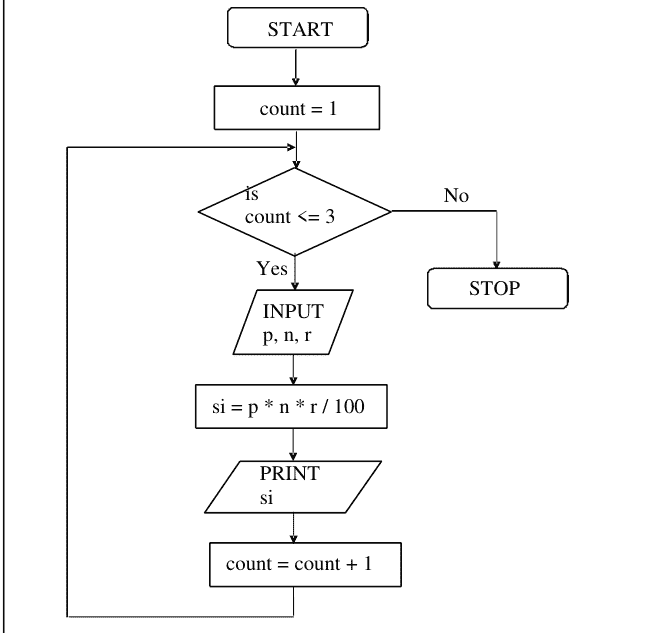 START
count = 1
is
count <= 3
No
Yes
STOP
INPUT
p, n, r
si = p * n * r / 100
PRINT
si
count = count + 1